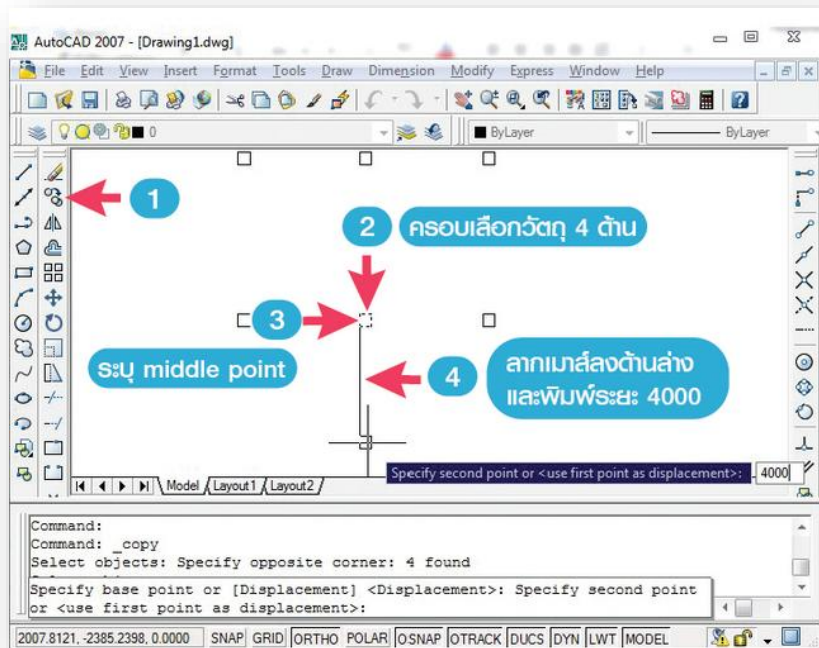 AutoCAD 2007 - [Drawing1.dwg]
File Edit View Insert Format Tools Draw Dimension Modify Express Window Help
0 ByLayer ByLayer
1
2 ครอบเลือกวัตถุ 4 ด้าน
3
ระบุ middle point
4 ลากเมาส์ลงด้านล่าง
และพิมพ์ระยะ 4000
Specify second point or <use first point as displacement>: 4000
Model Layout1 Layout2
Command:
Command: _copy
Select objects: Specify opposite corner: 4 found
Specify base point or [Displacement] <Displacement>: Specify second point
or <use first point as displacement>:
2007.8121, -2385.2398, 0.0000 SNAP GRID ORTHO POLAR OSNAP OTRACK DUCS DYN LWT MODEL